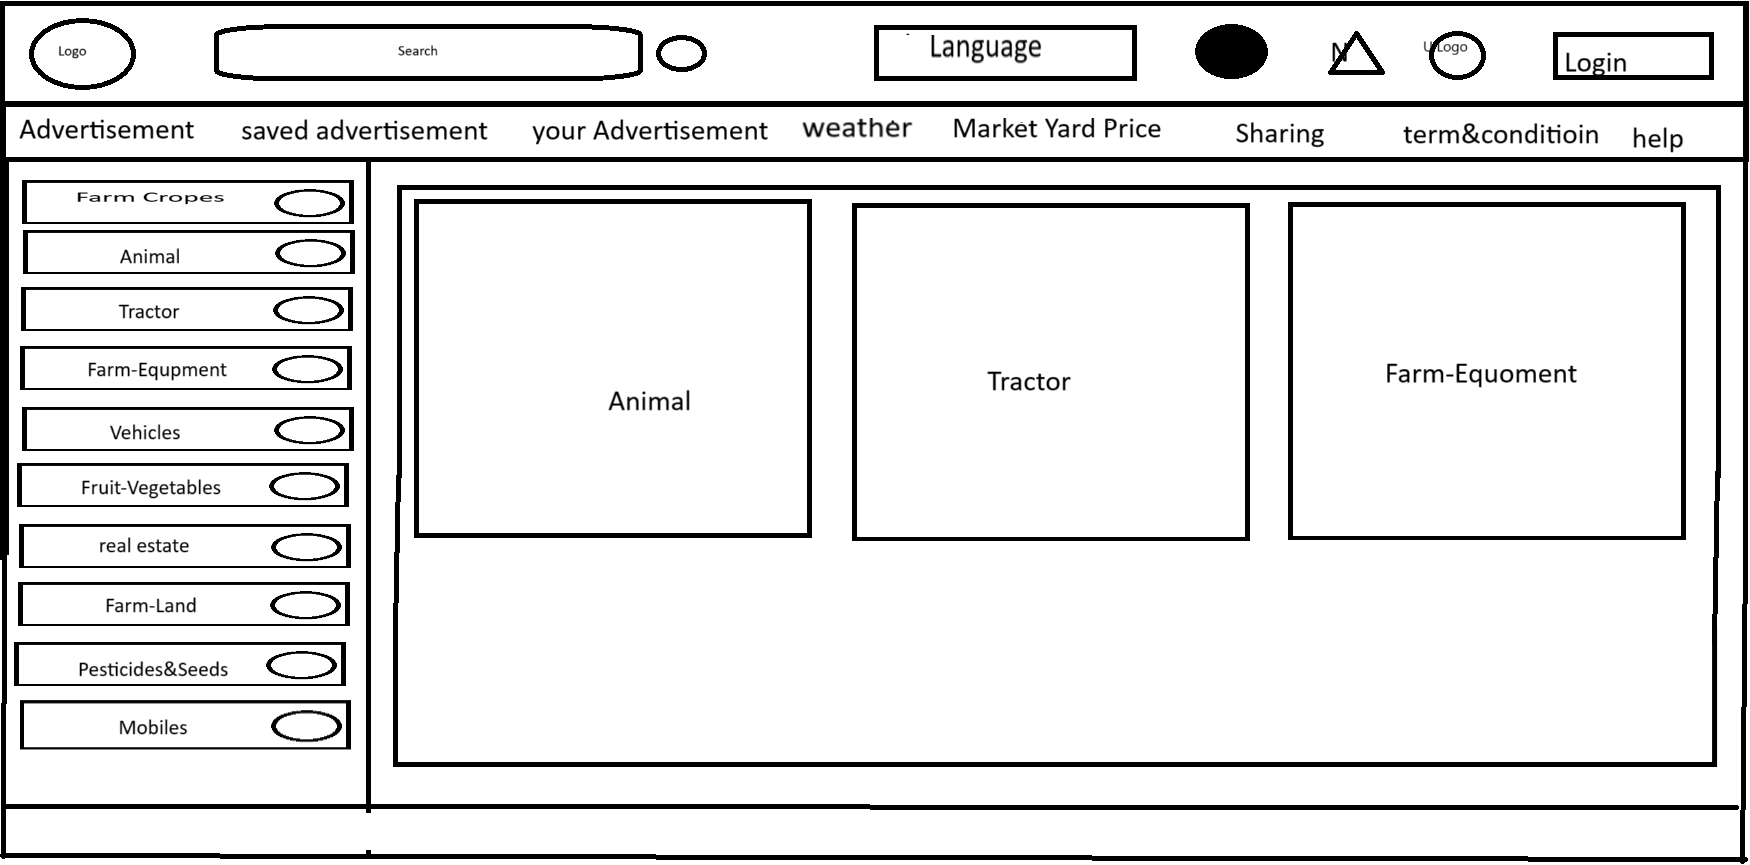 Logo
Search
Language
N
U-Logo
Login
Advertisement
saved advertisement
your Advertisement
weather
Market Yard Price
Sharing
term&conditioin
help
Farm Cropes
Animal
Tractor
Farm-Equpment
Vehicles
Fruit-Vegetables
real estate
Farm-Land
Pesticides&Seeds
Mobiles
Animal
Tractor
Farm-Equoment